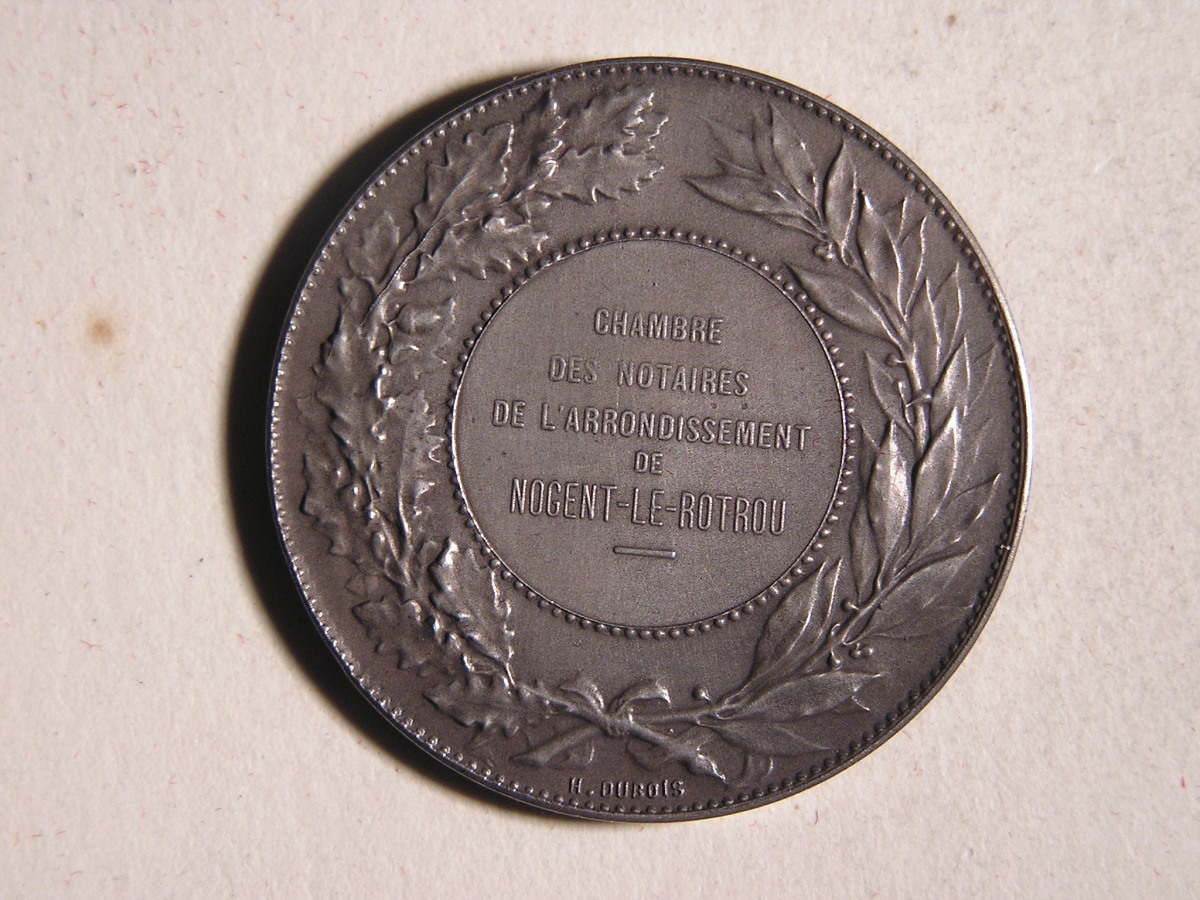 CHAMBRE
DES NOTAIRES
DE L'ARRONDISSEMENT
DE
NOGENT-LE-ROTROU
H. DUBOIS